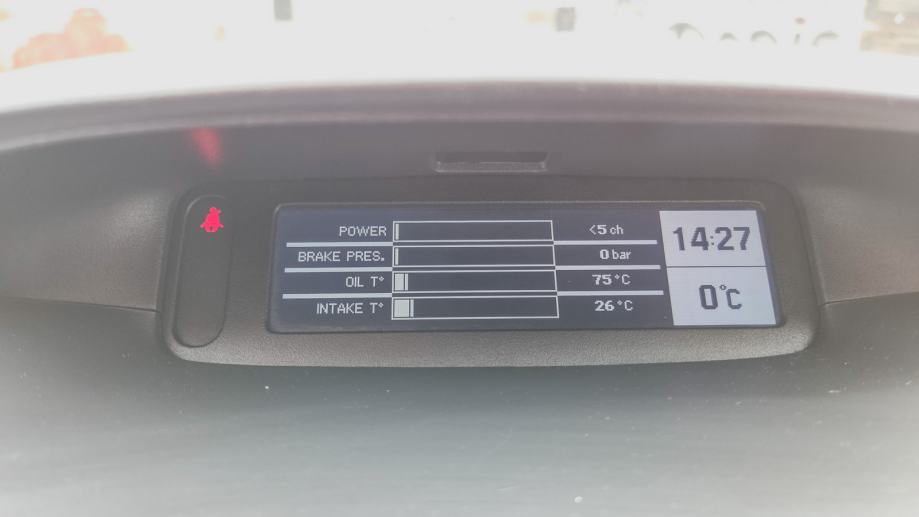 POWER <5 ch
BRAKE PRES. 0 bar
OIL T° 75 °C
INTAKE T° 26 °C
14:27
0°C